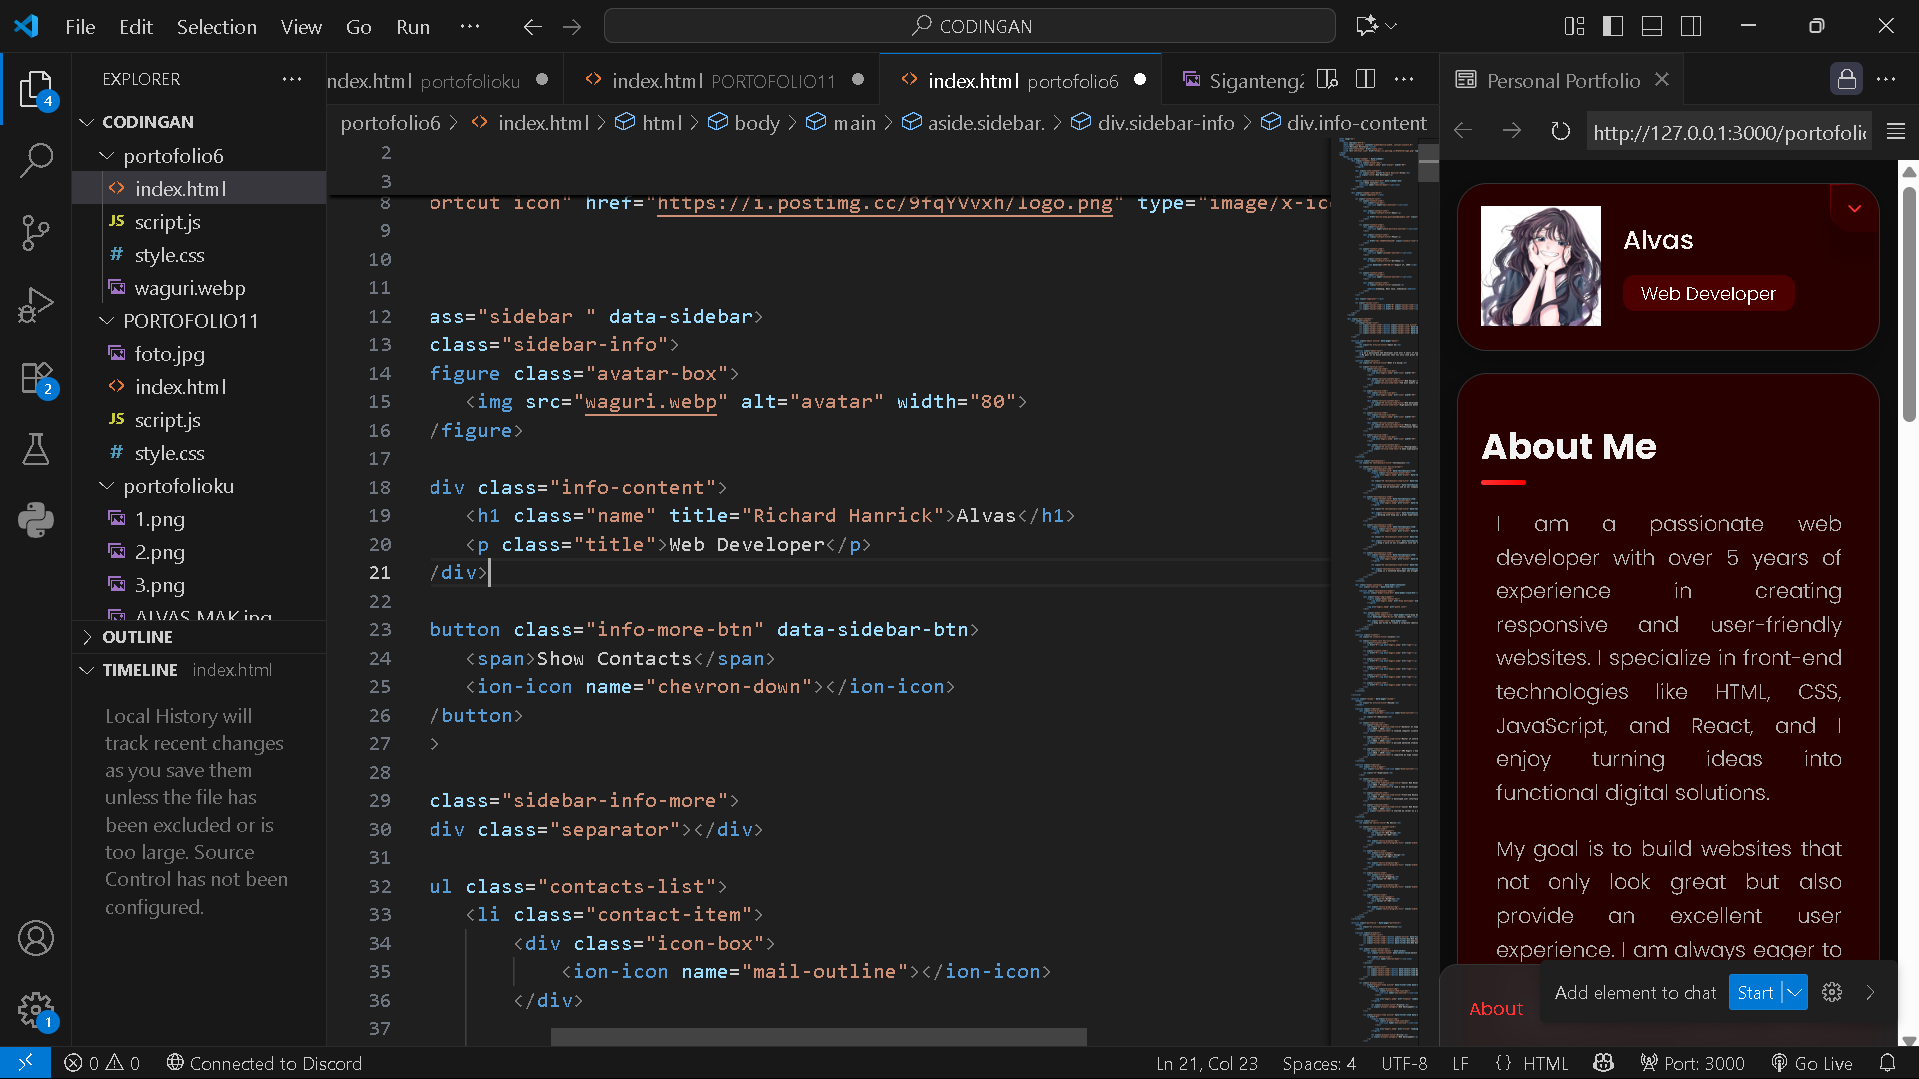 File Edit Selection View Go Run ··· CODINGAN
EXPLORER ···
CODINGAN
portofolio6
<> index.html
JS script.js
# style.css
waguri.webp
PORTOFOLIO11
foto.jpg
<> index.html
JS script.js
# style.css
portofolioku
1.png
2.png
3.png
ALVAS MAK.jpg
OUTLINE
TIMELINE index.html
Local History will
track recent changes
as you save them
unless the file has
been excluded or is
too large. Source
Control has not been
configured.
4
2
1
ndex.html portofolioku
<> index.html PORTOFOLIO11
<> index.html portofolio6
Siganteng2
portofolio6 > <> index.html > html > body > main > aside.sidebar. > div.sidebar-info > div.info-content
2
3
8 ortcut icon" href="https://i.postimg.cc/9fqYVvxh/logo.png" type="image/x-ico
9
10
11
12 ass="sidebar " data-sidebar>
13 class="sidebar-info">
14 figure class="avatar-box">
15 <img src="waguri.webp" alt="avatar" width="80">
16 /figure>
17
18 div class="info-content">
19 <h1 class="name" title="Richard Hanrick">Alvas</h1>
20 <p class="title">Web Developer</p>
21 /div>
22
23 button class="info-more-btn" data-sidebar-btn>
24 <span>Show Contacts</span>
25 <ion-icon name="chevron-down"></ion-icon>
26 /button>
27 >
28
29 class="sidebar-info-more">
30 div class="separator"></div>
31
32 ul class="contacts-list">
33 <li class="contact-item">
34 <div class="icon-box">
35 <ion-icon name="mail-outline"></ion-icon>
36 </div>
37
Personal Portfolio
http://127.0.0.1:3000/portofolio
Alvas
Web Developer
About Me
I am a passionate web
developer with over 5 years of
experience in creating
responsive and user-friendly
websites. I specialize in front-end
technologies like HTML, CSS,
JavaScript, and React, and I
enjoy turning ideas into
functional digital solutions.
My goal is to build websites that
not only look great but also
provide an excellent user
experience. I am always eager to
About
Add element to chat Start
0 0 Connected to Discord Ln 21, Col 23 Spaces: 4 UTF-8 LF {} HTML Port: 3000 Go Live